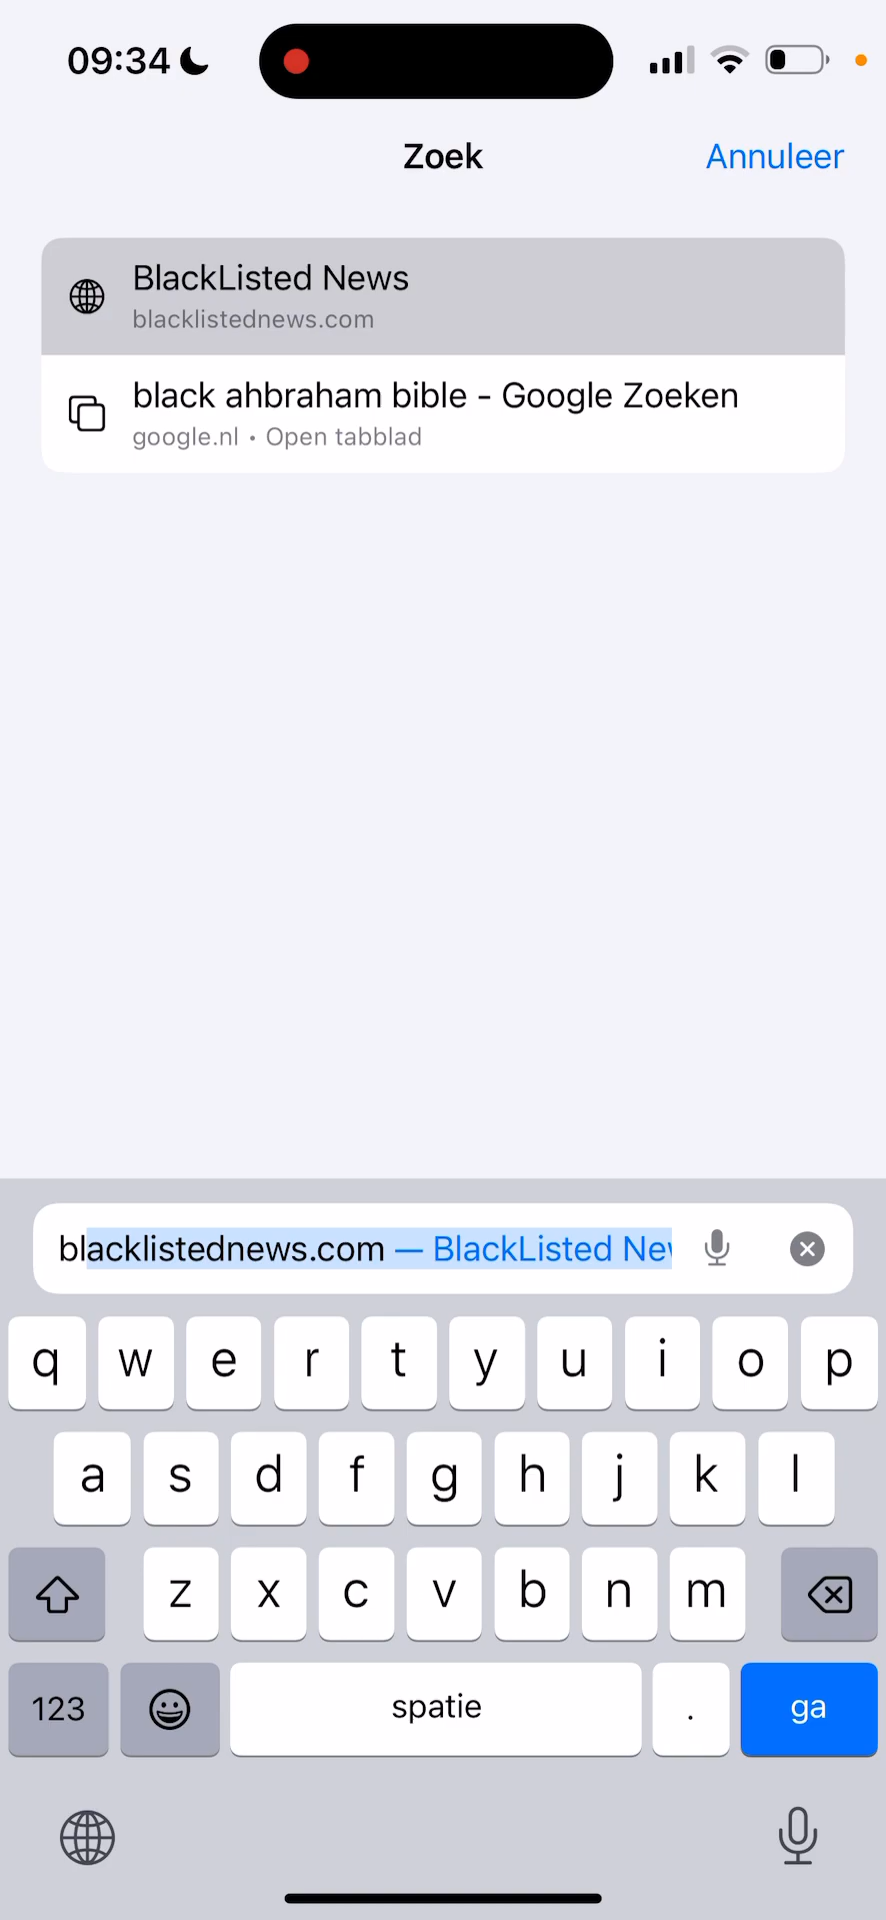 09:34
Zoek
Annuleer
BlackListed News
blacklistednews.com
black ahbraham bible - Google Zoeken
google.nl • Open tabblad
blacklistednews.com — BlackListed Nev
q w e r t y u i o p
a s d f g h j k l
z x c v b n m
123
spatie
.
ga